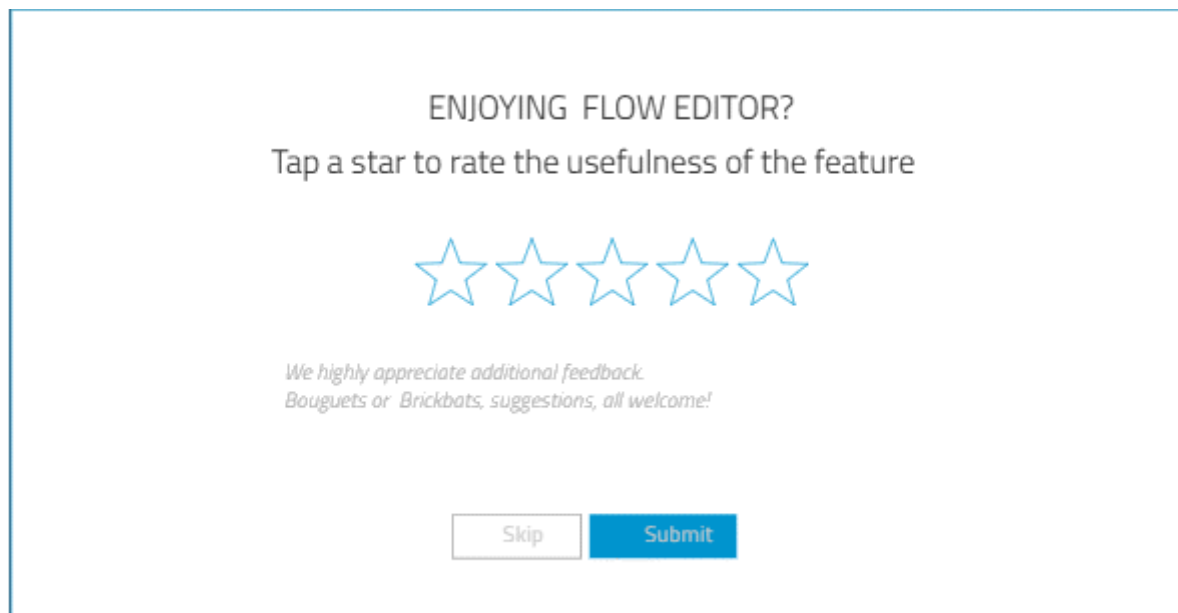 ENJOYING FLOW EDITOR?
Tap a star to rate the usefulness of the feature
We highly appreciate additional feedback.
Bouguets or Brickbats, suggestions, all welcome!
Skip
Submit